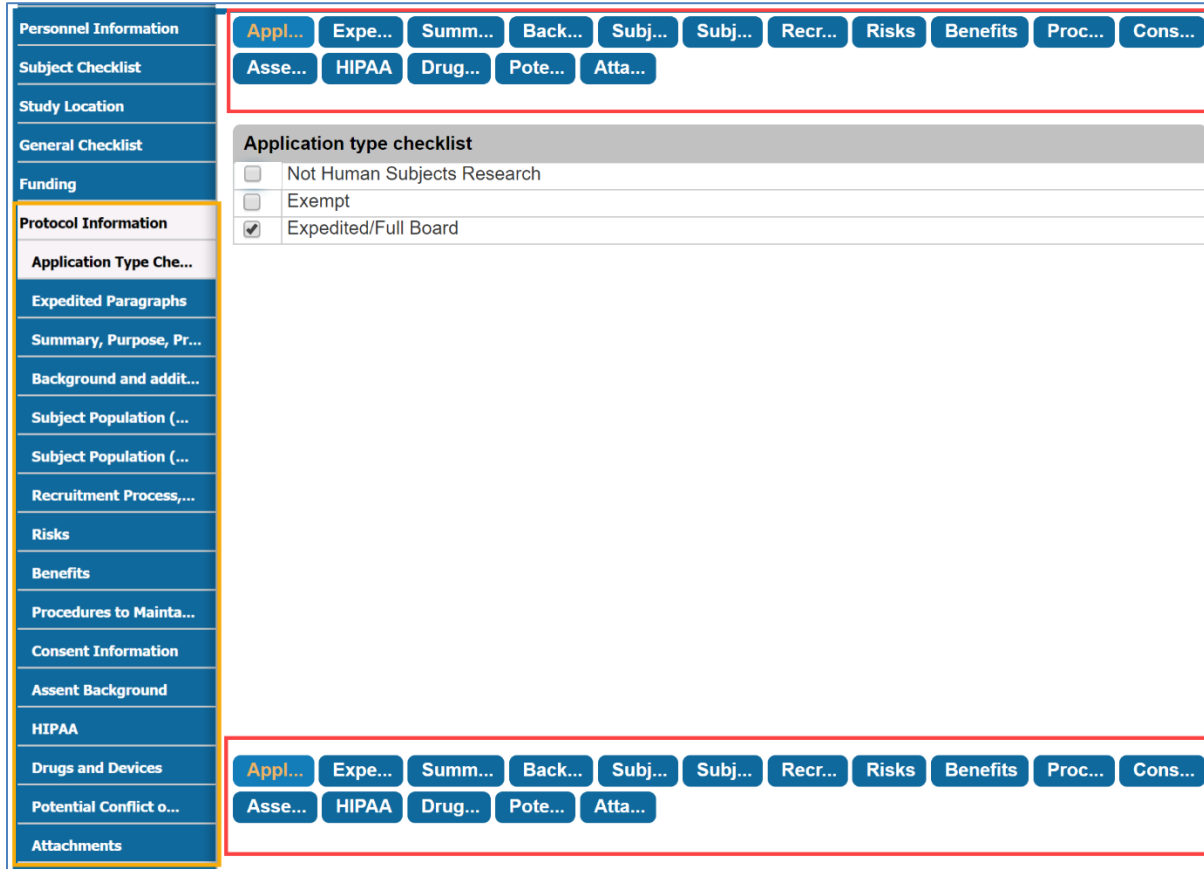 Personnel Information
Subject Checklist
Study Location
General Checklist
Funding
Protocol Information
Application Type Che...
Expedited Paragraphs
Summary, Purpose, Pr...
Background and addit...
Subject Population (...
Subject Population (...
Recruitment Process,...
Risks
Benefits
Procedures to Mainta...
Consent Information
Assent Background
HIPAA
Drugs and Devices
Potential Conflict o...
Attachments
Appl... Expe... Summ... Back... Subj... Subj... Recr... Risks Benefits Proc... Cons...
Asse... HIPAA Drug... Pote... Atta...
Application type checklist
Not Human Subjects Research
Exempt
Expedited/Full Board
Appl... Expe... Summ... Back... Subj... Subj... Recr... Risks Benefits Proc... Cons...
Asse... HIPAA Drug... Pote... Atta...